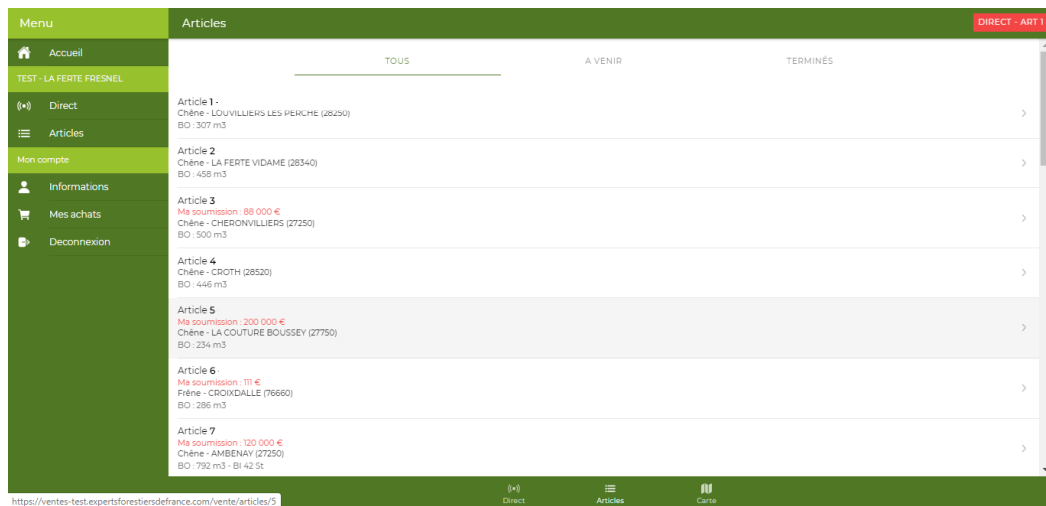 Menu
Articles
DIRECT - ART 1
Accueil
TEST - LA FERTE FRESNEL
Direct
Articles
Mon compte
Informations
Mes achats
Deconnexion
TOUS
A VENIR
TERMINÉS
Article 1 -
Chêne - LOUVILLIERS LES PERCHE (28250)
BO : 307 m3
Article 2
Chêne - LA FERTE VIDAME (28340)
BO : 458 m3
Article 3
Ma soumission : 88 000 €
Chêne - CHERONVILLIERS (27250)
BO : 500 m3
Article 4
Chêne - CROTH (28520)
BO : 446 m3
Article 5
Ma soumission : 200 000 €
Chêne - LA COUTURE BOUSSEY (27750)
BO : 234 m3
Article 6
Ma soumission : 111 €
Frêne - CROIXDALLE (76660)
BO : 286 m3
Article 7
Ma soumission : 120 000 €
Chêne - AMBENAY (27250)
BO : 792 m3 - BI 42 St
Direct
Articles
Carte
https://ventes-test.expertsforestiersdefrance.com/vente/articles/5